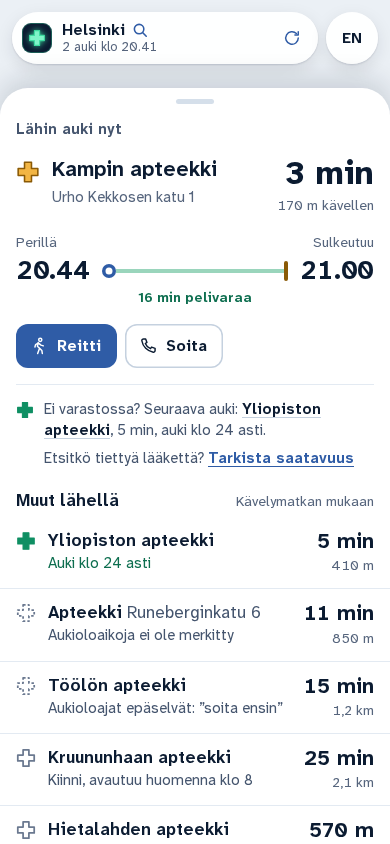 Helsinki
2 auki klo 20.41
EN
Lähin auki nyt
Kampin apteekki
3 min
Urho Kekkosen katu 1
170 m kävellen
Perillä
Sulkeutuu
20.44
21.00
16 min pelivaraa
Reitti
Soita
Ei varastossa? Seuraava auki: Yliopiston
apteekki, 5 min, auki klo 24 asti.
Etsitkö tiettyä lääkettä? Tarkista saatavuus
Muut lähellä
Kävelymatkan mukaan
Yliopiston apteekki
5 min
Auki klo 24 asti
410 m
Apteekki Runeberginkatu 6
11 min
Aukioloaikoja ei ole merkitty
850 m
Töölön apteekki
15 min
Aukioloajat epäselvät: ”soita ensin”
1,2 km
Kruununhaan apteekki
25 min
Kiinni, avautuu huomenna klo 8
2,1 km
Hietalahden apteekki
570 m